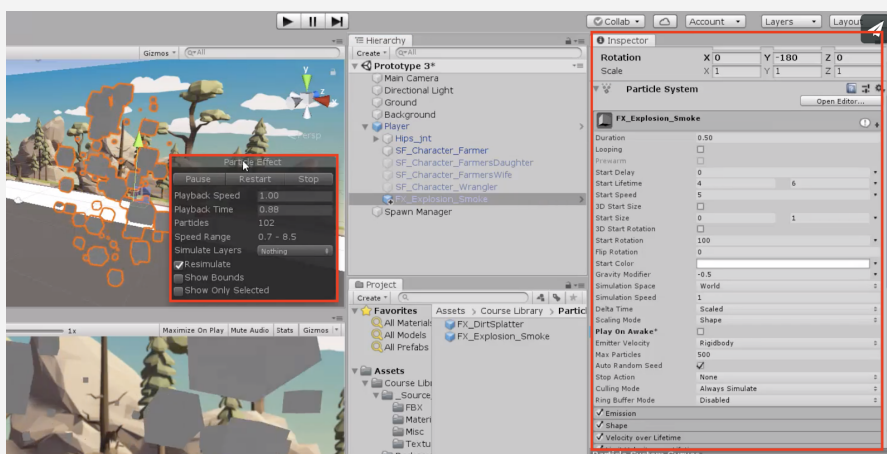 Collab
Account
Layers
Layout
Gizmos
All
y
z
Persp
Particle Effect
Pause Restart Stop
Playback Speed 1.00
Playback Time 0.98
Particles 102
Speed Range 0.7 - 8.5
Simulate Layers Nothing
Resimulate
Show Bounds
Show Only Selected
1x Maximize On Play Mute Audio Stats Gizmos
Hierarchy
Create All
Prototype 3*
Main Camera
Directional Light
Ground
Background
Player
Hips_jnt
SF_Character_Farmer
SF_Character_FarmersDaughter
SF_Character_FarmersWife
SF_Character_Wrangler
FX_Explosion_Smoke
Spawn Manager
Project
Create
Favorites
All Materials
All Models
All Prefabs
Assets
Course Libr
_Source_
FBX
Materi
Misc
Textu
Assets > Course Library > Particl
FX_DirtSplatter
FX_Explosion_Smoke
Inspector
Rotation X 0 Y -180 Z 0
Scale X 1 Y 1 Z 1
Particle System
Open Editor...
FX_Explosion_Smoke
Duration 0.50
Looping
Prewarm
Start Delay 0
Start Lifetime 4 6
Start Speed 5
3D Start Size
Start Size 0 1
3D Start Rotation
Start Rotation 100
Flip Rotation 0
Start Color
Gravity Modifier -0.5
Simulation Space World
Simulation Speed 1
Delta Time Scaled
Scaling Mode Shape
Play On Awake*
Emitter Velocity Rigidbody
Max Particles 500
Auto Random Seed
Stop Action None
Culling Mode Always Simulate
Ring Buffer Mode Disabled
Emission
Shape
Velocity over Lifetime